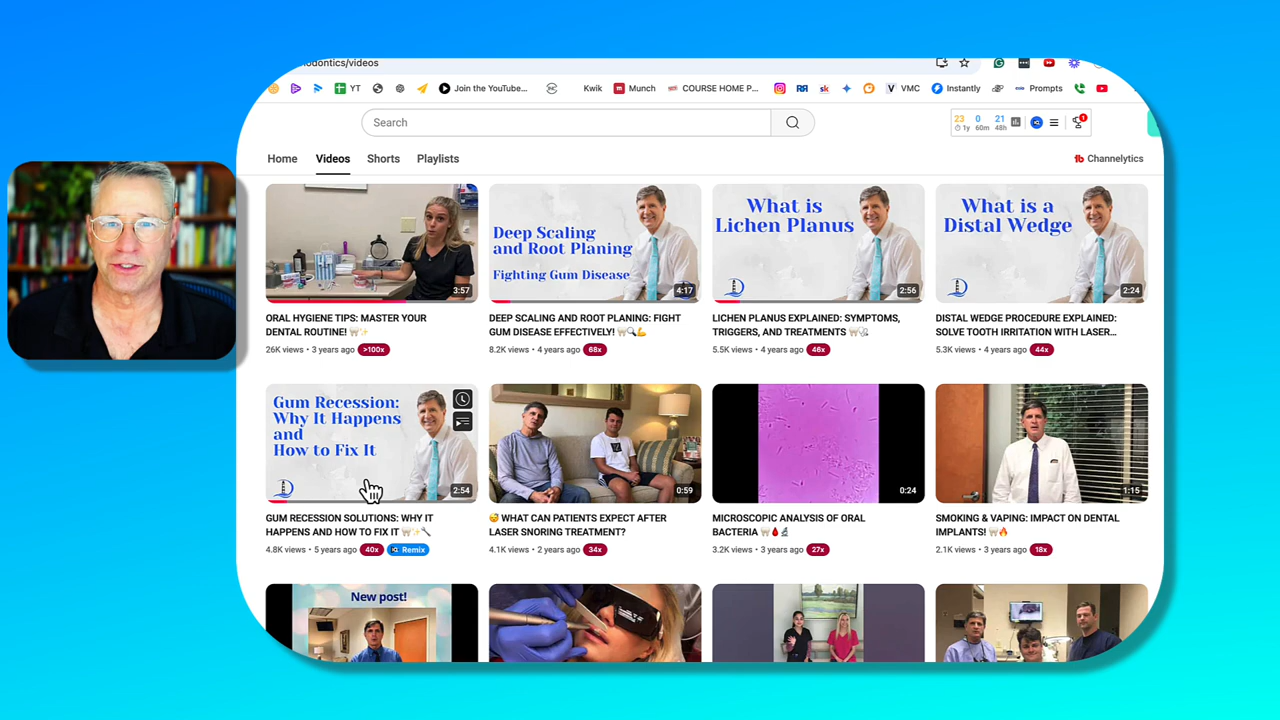 odontics/videos
YT
Join the YouTube...
Kwik
Munch
COURSE HOME P...
RR
sk
V VMC
Instantly
Prompts
Search
23 0 21
1y 60m 48h
1
Home Videos Shorts Playlists
Channelytics
3:57
Deep Scaling
and Root Planing
Fighting Gum Disease
4:17
What is
Lichen Planus
2:56
What is a
Distal Wedge
2:24
ORAL HYGIENE TIPS: MASTER YOUR
DENTAL ROUTINE! 🦷✨
26K views • 3 years ago >100x
DEEP SCALING AND ROOT PLANING: FIGHT
GUM DISEASE EFFECTIVELY! 🦷🔍💪
8.2K views • 4 years ago 68x
LICHEN PLANUS EXPLAINED: SYMPTOMS,
TRIGGERS, AND TREATMENTS 🦷🩺
5.5K views • 4 years ago 46x
DISTAL WEDGE PROCEDURE EXPLAINED:
SOLVE TOOTH IRRITATION WITH LASER...
5.3K views • 4 years ago 44x
Gum Recession:
Why It Happens
and
How to Fix It
2:54
0:59
0:24
1:15
GUM RECESSION SOLUTIONS: WHY IT
HAPPENS AND HOW TO FIX IT 🦷✨🔧
4.8K views • 5 years ago 40x Remix
😴 WHAT CAN PATIENTS EXPECT AFTER
LASER SNORING TREATMENT?
4.1K views • 2 years ago 34x
MICROSCOPIC ANALYSIS OF ORAL
BACTERIA 🦷🩸🔬
3.2K views • 3 years ago 27x
SMOKING & VAPING: IMPACT ON DENTAL
IMPLANTS! 🦷🔥
2.1K views • 3 years ago 18x
New post!